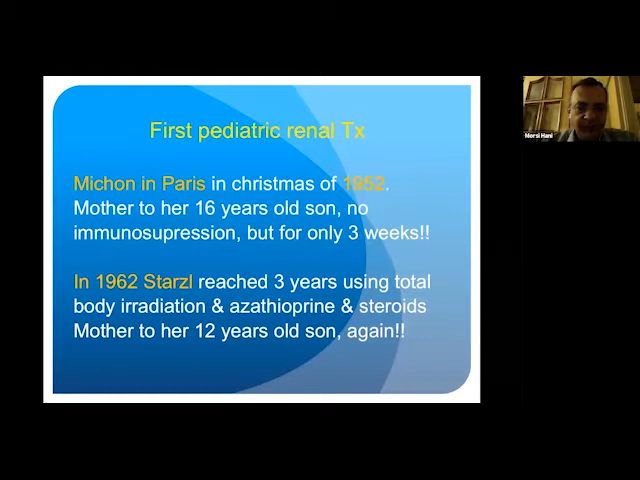 First pediatric renal Tx
Michon in Paris in christmas of 1952.
Mother to her 16 years old son, no
immunosupression, but for only 3 weeks!!
In 1962 Starzl reached 3 years using total
body irradiation & azathioprine & steroids
Mother to her 12 years old son, again!!
Morsi Hani